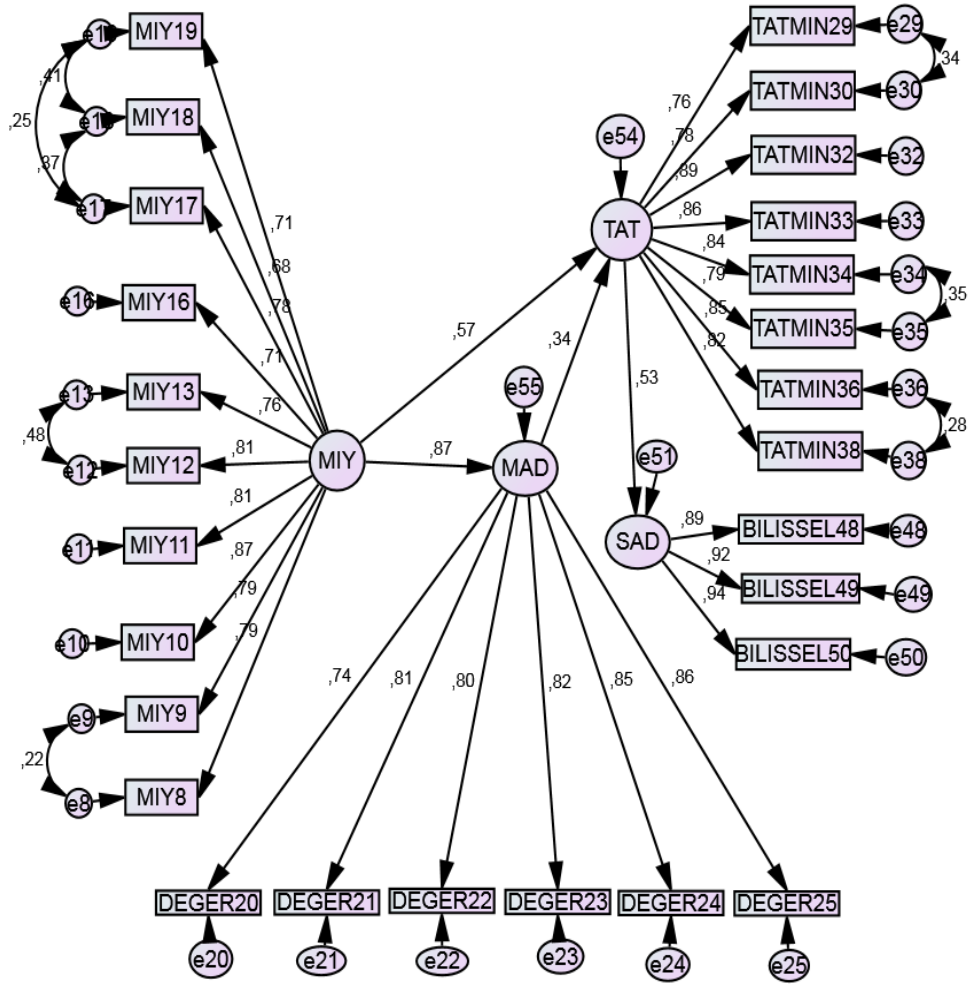 e19 MIY19
,41
,25
e18 MIY18
,37
e17 MIY17
e16 MIY16
e13 MIY13
,48
e12 MIY12
e11 MIY11
e10 MIY10
e9 MIY9
,22
e8 MIY8
,71
,68
,78
,71
,76
,81
,81
,87
,79
,79
MIY
,57
,87
e55
MAD
,34
e54
TAT
,53
e51
SAD
,76
,78
,89
,86
,84
,79
,85
,82
TATMIN29 e29
,34
TATMIN30 e30
TATMIN32 e32
TATMIN33 e33
TATMIN34 e34
,35
TATMIN35 e35
TATMIN36 e36
,28
TATMIN38 e38
,89
,92
,94
BILISSEL48 e48
BILISSEL49 e49
BILISSEL50 e50
,74
,81
,80
,82
,85
,86
DEGER20 DEGER21 DEGER22 DEGER23 DEGER24 DEGER25
e20 e21 e22 e23 e24 e25